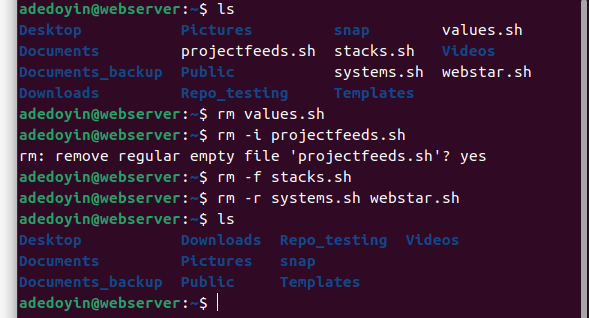 adedoyin@webserver:~$ ls
Desktop Pictures snap values.sh
Documents projectfeeds.sh stacks.sh Videos
Documents_backup Public systems.sh webstar.sh
Downloads Repo_testing Templates
adedoyin@webserver:~$ rm values.sh
adedoyin@webserver:~$ rm -i projectfeeds.sh
rm: remove regular empty file 'projectfeeds.sh'? yes
adedoyin@webserver:~$ rm -f stacks.sh
adedoyin@webserver:~$ rm -r systems.sh webstar.sh
adedoyin@webserver:~$ ls
Desktop Downloads Repo_testing Videos
Documents Pictures snap
Documents_backup Public Templates
adedoyin@webserver:~$